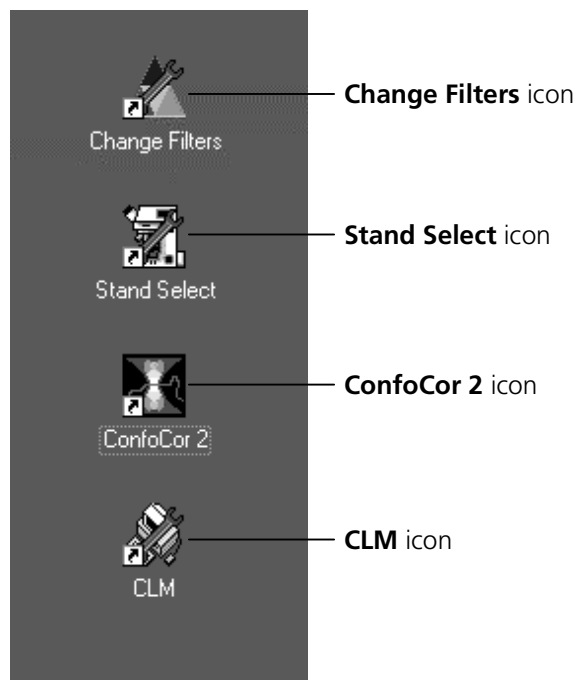 Change Filters
Change Filters icon
Stand Select
Stand Select icon
ConfoCor 2
ConfoCor 2 icon
CLM
CLM icon